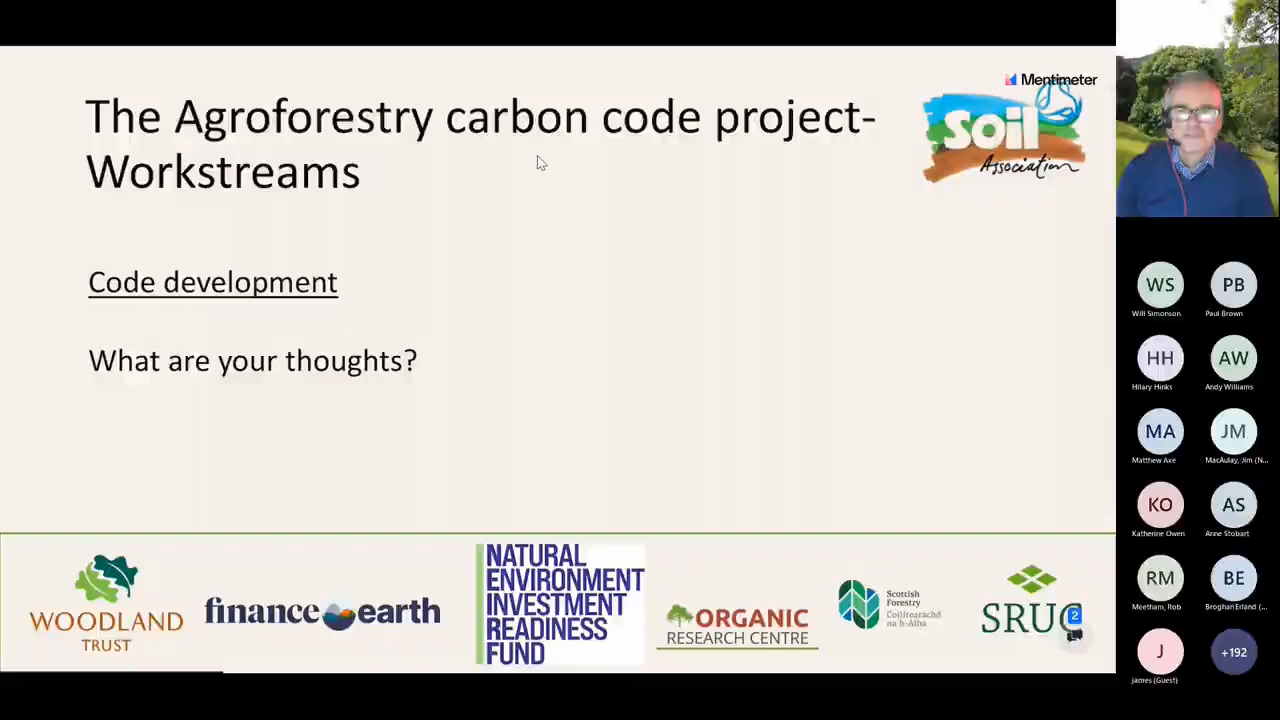 Mentimeter
The Agroforestry carbon code project-
Workstreams
soil
Association
Code development
What are your thoughts?
WOODLAND
TRUST
finance earth
NATURAL
ENVIRONMENT
INVESTMENT
READINESS
FUND
ORGANIC
RESEARCH CENTRE
Scottish
Forestry
Coilltearachd
na h-Alba
SRUC
2
WS
PB
Will Simonson
Paul Brown
HH
AW
Hilary Hinks
Andy Williams
MA
JM
Matthew Axe
MacAulay, Jim (N...
KO
AS
Katherine Owen
Anne Stobart
RM
BE
Meetham, Rob
Broghan Erland (...
J
+192
james (Guest)